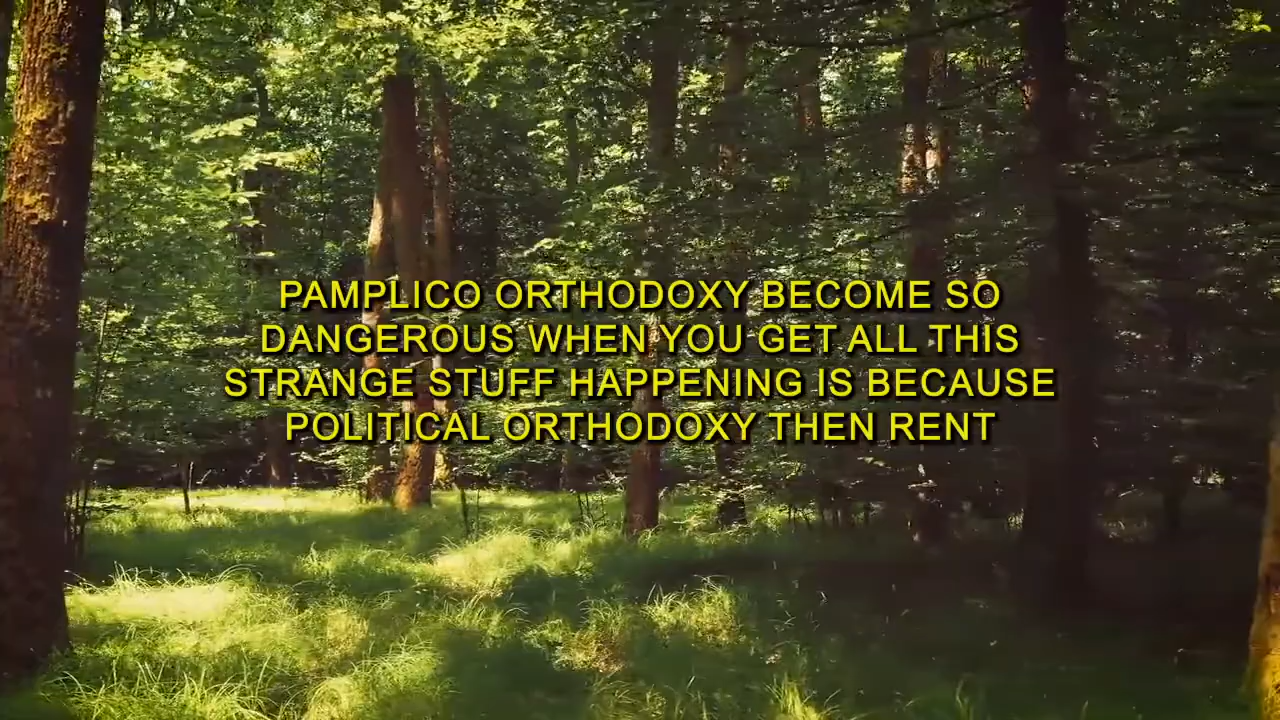 PAMPLICO ORTHODOXY BECOME SO
DANGEROUS WHEN YOU GET ALL THIS
STRANGE STUFF HAPPENING IS BECAUSE
POLITICAL ORTHODOXY THEN RENT